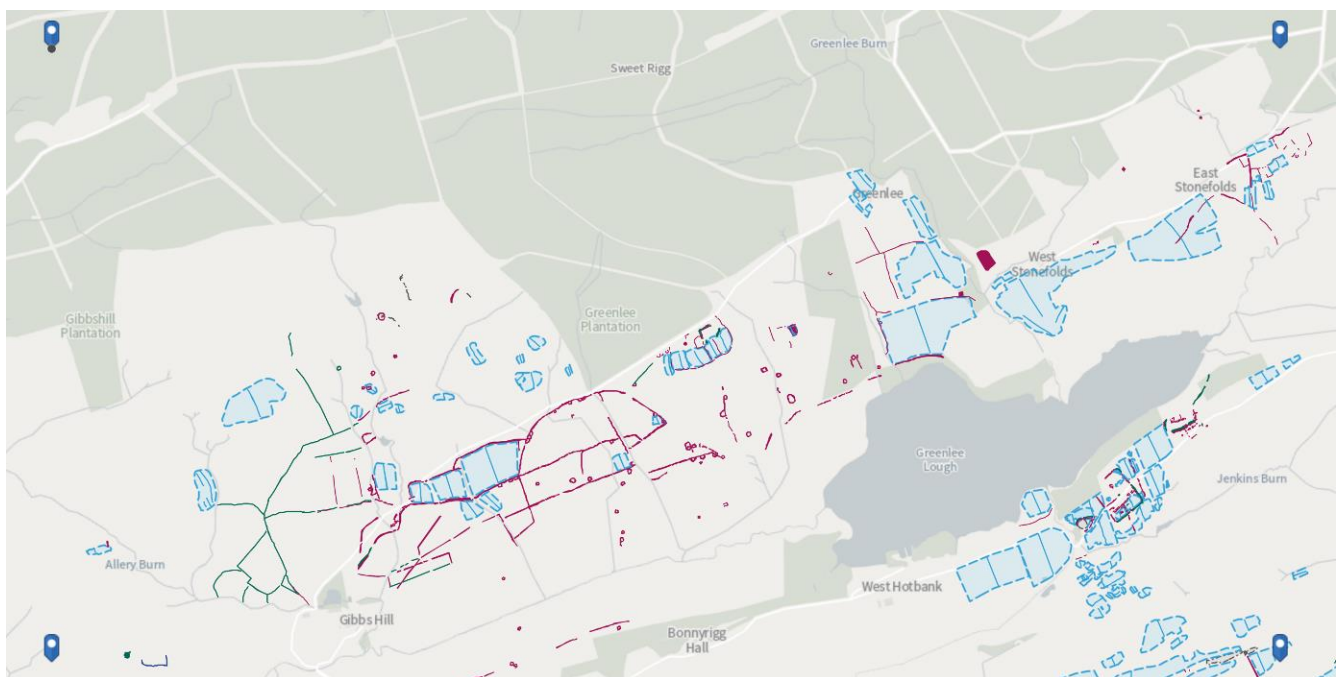 Greenlee Burn
Sweet Rigg
East
Stonefolds
Greenlee
West
Stonefolds
Gibbshill
Plantation
Greenlee
Plantation
Greenlee
Lough
Jenkins Burn
Allery Burn
West Hotbank
Gibbs Hill
Bonnyrigg
Hall